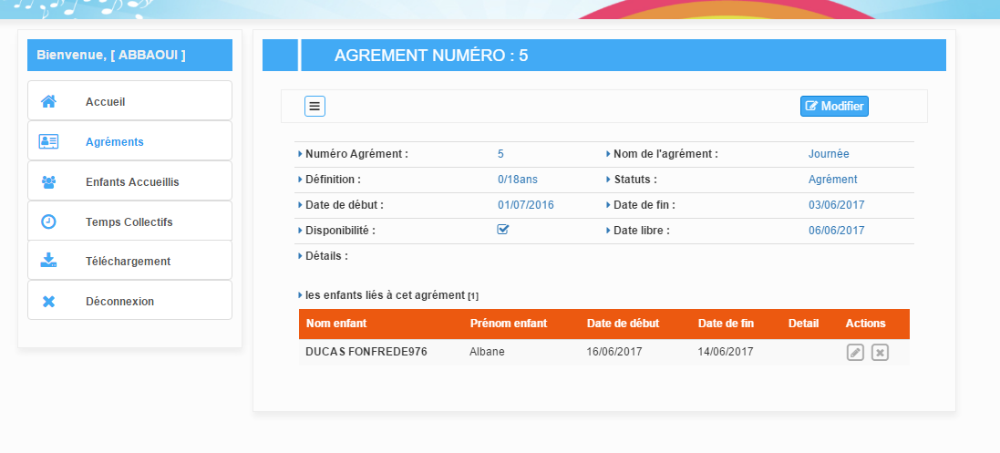 Bienvenue, [ ABBAOUI ]
Accueil
Agréments
Enfants Accueillis
Temps Collectifs
Téléchargement
Déconnexion
AGREMENT NUMÉRO : 5
Modifier
Numéro Agrément : 5 Nom de l'agrément : Journée
Définition : 0/18ans Statuts : Agrément
Date de début : 01/07/2016 Date de fin : 03/06/2017
Disponibilité : Date libre : 06/06/2017
Détails :
les enfants liés à cet agrément [1]
Nom enfant Prénom enfant Date de début Date de fin Detail Actions
DUCAS FONFREDE976 Albane 16/06/2017 14/06/2017